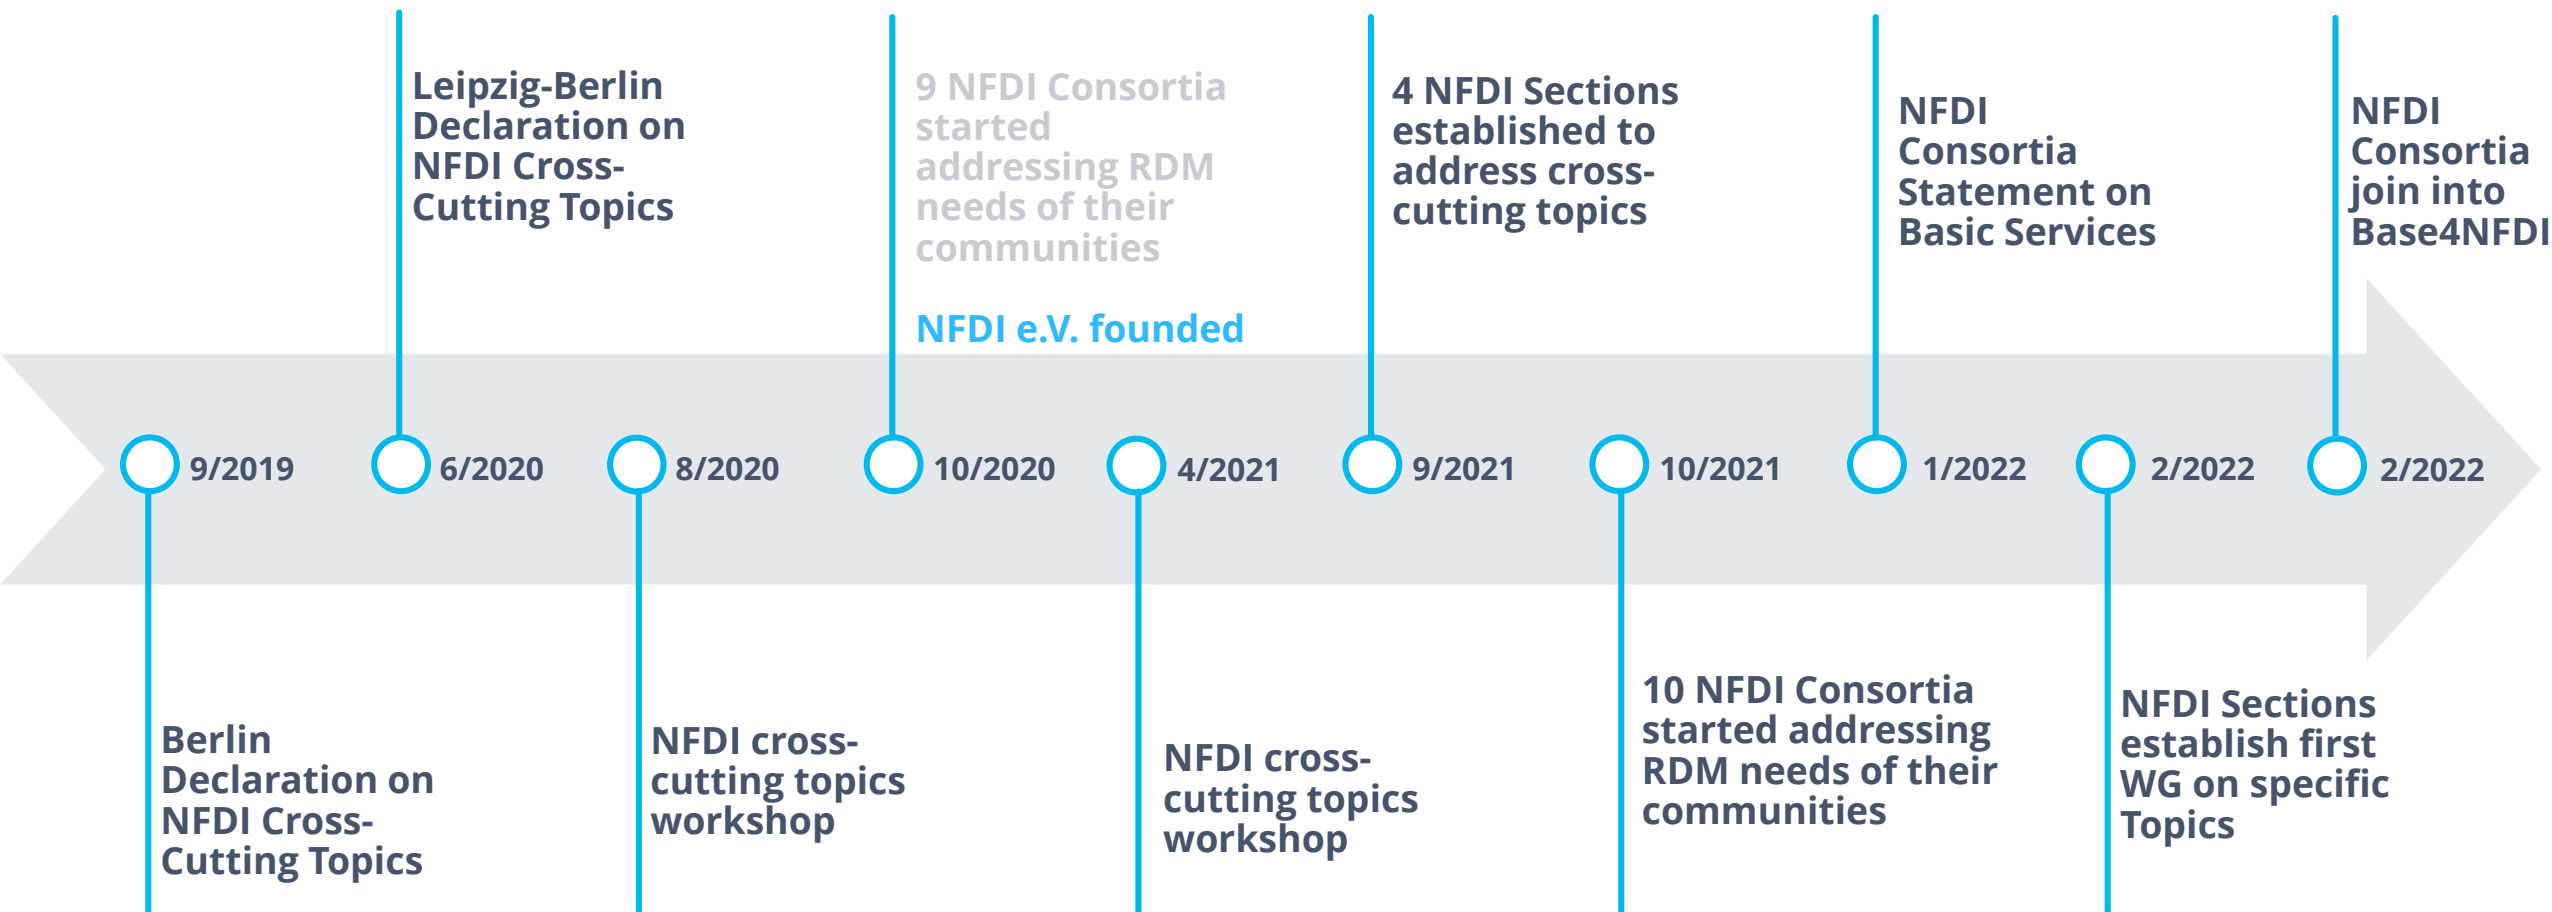 Leipzig-Berlin
Declaration on
NFDI Cross-
Cutting Topics
9 NFDI Consortia
started
addressing RDM
needs of their
communities
NFDI e.V. founded
4 NFDI Sections
established to
address cross-
cutting topics
NFDI
Consortia
Statement on
Basic Services
NFDI
Consortia
join into
Base4NFDI
9/2019
6/2020
8/2020
10/2020
4/2021
9/2021
10/2021
1/2022
2/2022
2/2022
Berlin
Declaration on
NFDI Cross-
Cutting Topics
NFDI cross-
cutting topics
workshop
NFDI cross-
cutting topics
workshop
10 NFDI Consortia
started addressing
RDM needs of their
communities
NFDI Sections
establish first
WG on specific
Topics